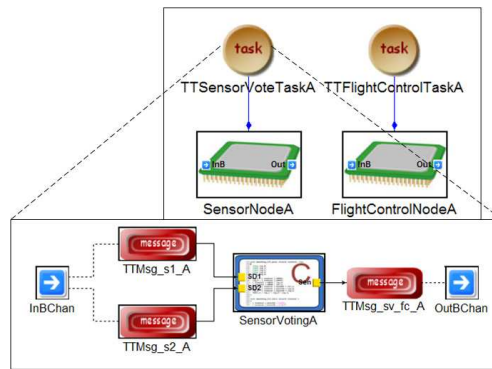 task
task
TTSensorVoteTaskA
TTFlightControlTaskA
InB
Out
InB
Out
SensorNodeA
FlightControlNodeA
message
TTMsg_s1_A
InBChan
SD1
SD2
Sen
SensorVotingA
message
TTMsg_sv_fc_A
OutBChan
message
TTMsg_s2_A